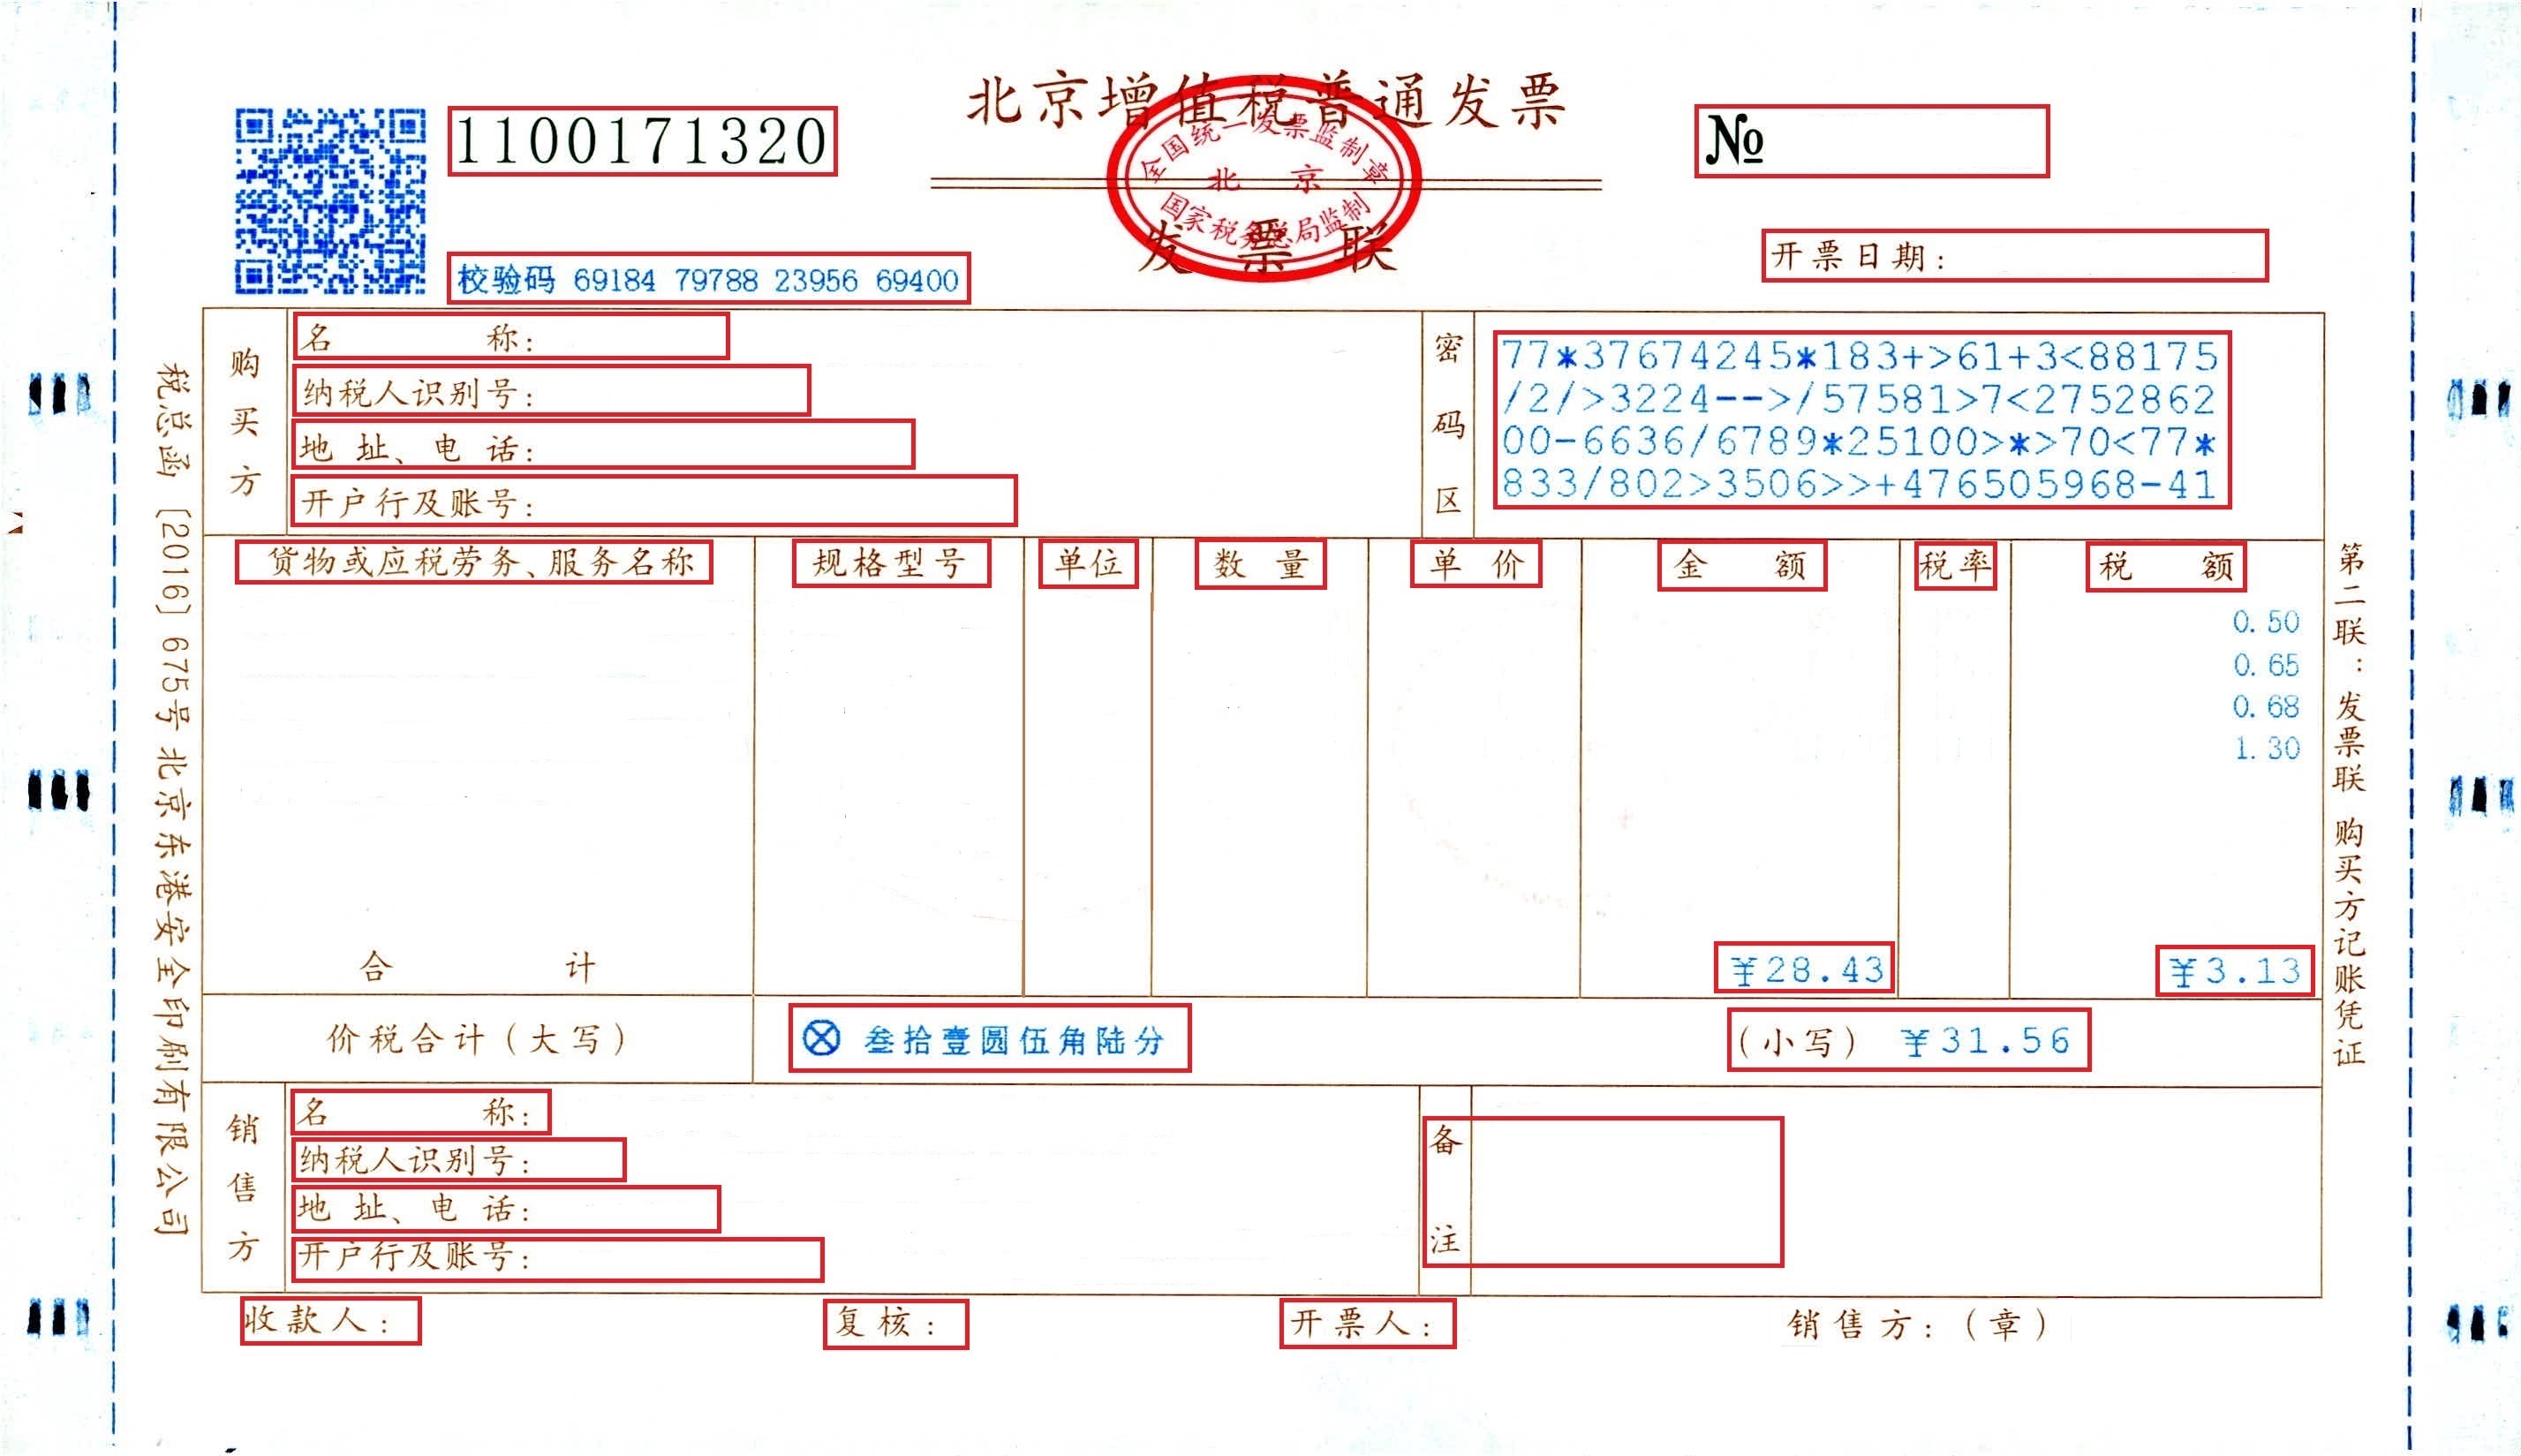 北京增值税普通发票
1100171320
№
全国统一发票监制章
北 京
国家税务总局监制
发 票 联
校验码 69184 79788 23956 69400
开票日期:
购买方
名 称:
纳税人识别号:
地 址、电 话:
开户行及账号:
密码区
77*37674245*183+>61+3<88175
/2/>3224-->/57581>7<2752862
00-6636/6789*25100>*>70<77*
833/802>3506>>+476505968-41
货物或应税劳务、服务名称 规格型号 单位 数 量 单 价 金 额 税率 税 额
0.50
0.65
0.68
1.30
合 计 ¥28.43 ¥3.13
价税合计(大写) ⊗ 叁拾壹圆伍角陆分 (小写) ¥31.56
销售方
名 称:
纳税人识别号:
地 址、电 话:
开户行及账号:
备注
收款人: 复核: 开票人: 销售方:(章)
税总函〔2016〕675号北京东港安全印刷有限公司
第二联:发票联 购买方记账凭证